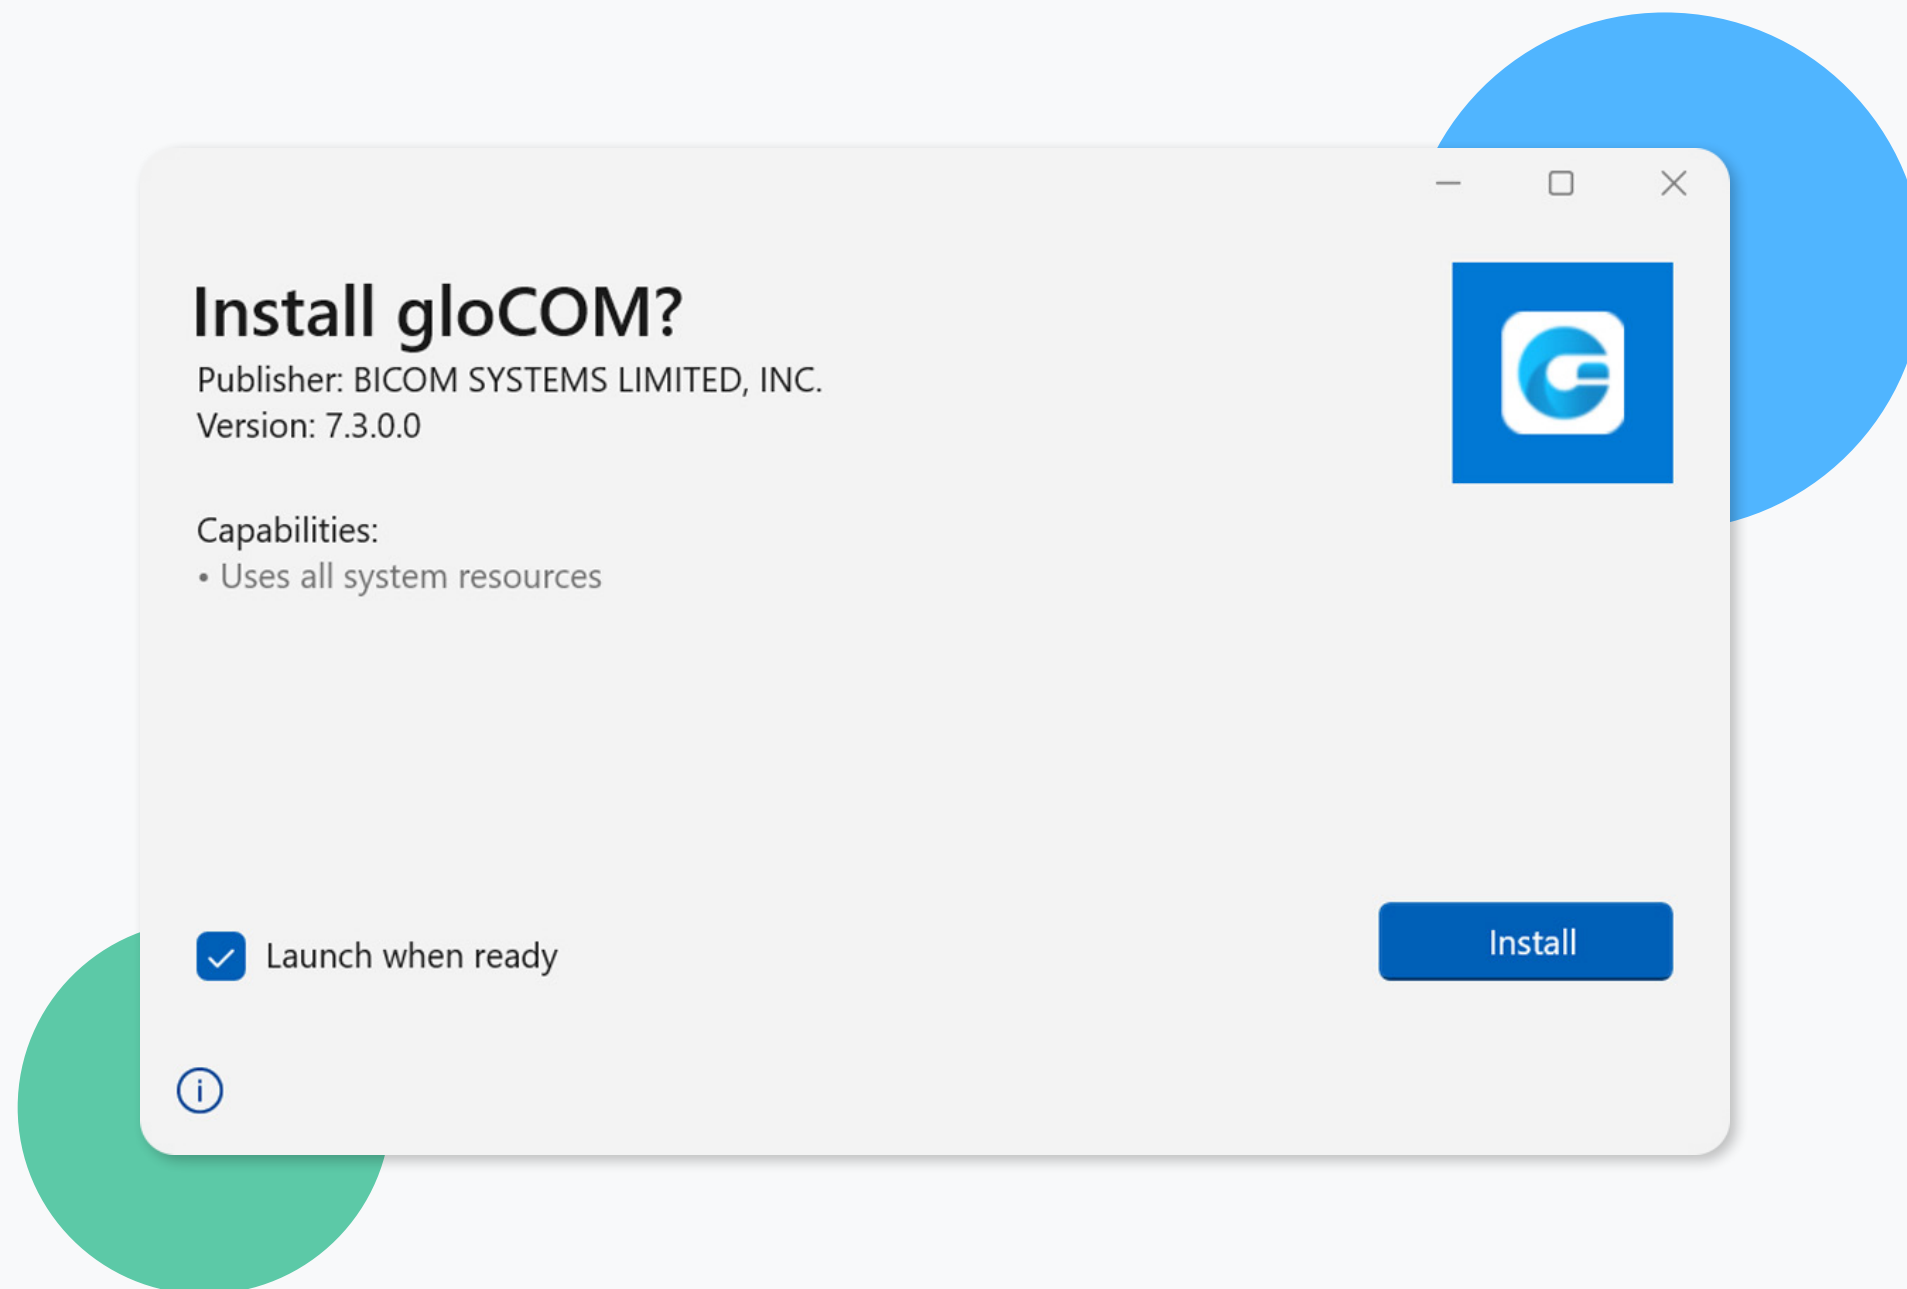 Install gloCOM?
Publisher: BICOM SYSTEMS LIMITED, INC.
Version: 7.3.0.0
Capabilities:
• Uses all system resources
Launch when ready
Install